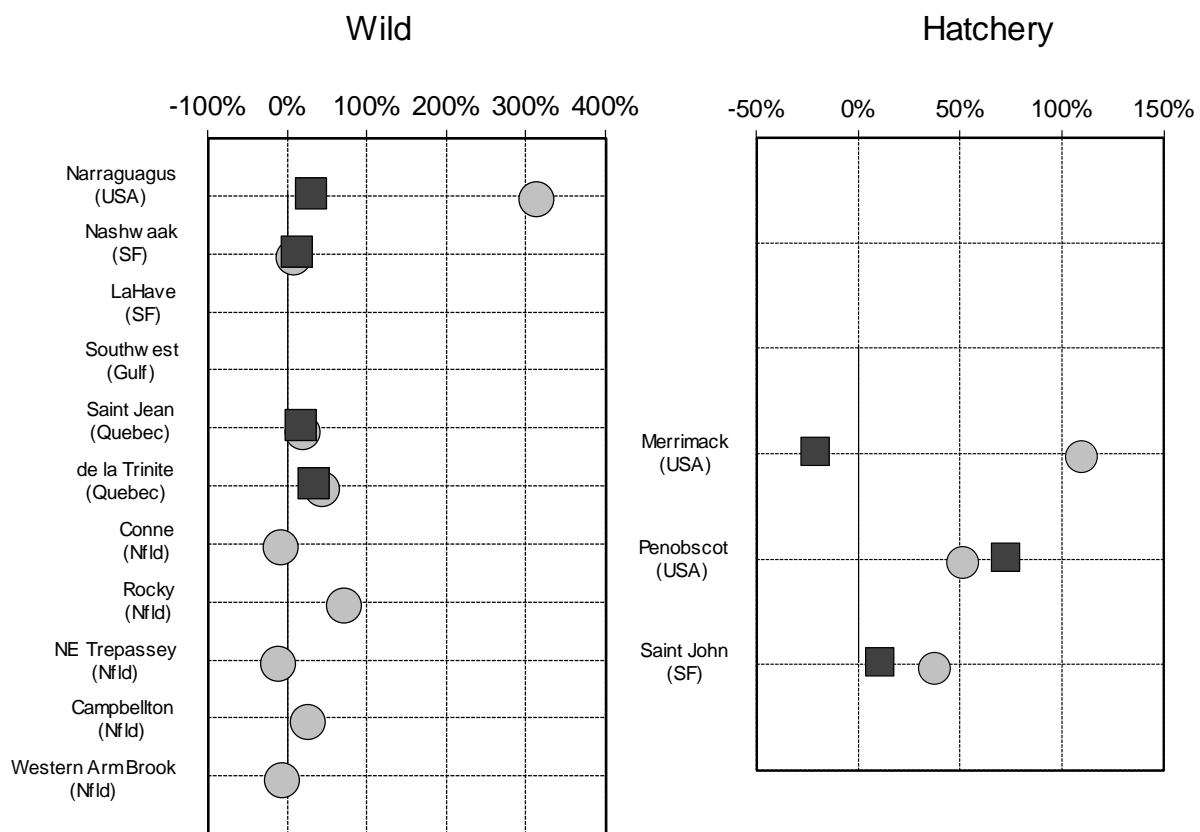 Wild
-100% 0% 100% 200% 300% 400%
Narraguagus
(USA)
Nashw aak
(SF)
LaHave
(SF)
Southw est
(Gulf)
Saint Jean
(Quebec)
de la Trinite
(Quebec)
Conne
(Nfld)
Rocky
(Nfld)
NE Trepassey
(Nfld)
Campbellton
(Nfld)
Western Arm Brook
(Nfld)
Hatchery
-50% 0% 50% 100% 150%
Merrimack
(USA)
Penobscot
(USA)
Saint John
(SF)